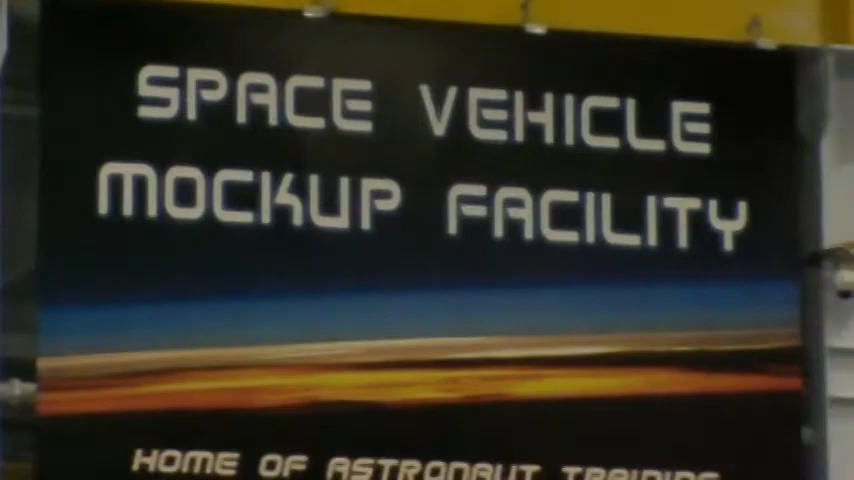 SPACE VEHICLE
MOCKUP FACILITY
HOME OF ASTRONAUT TRAINING